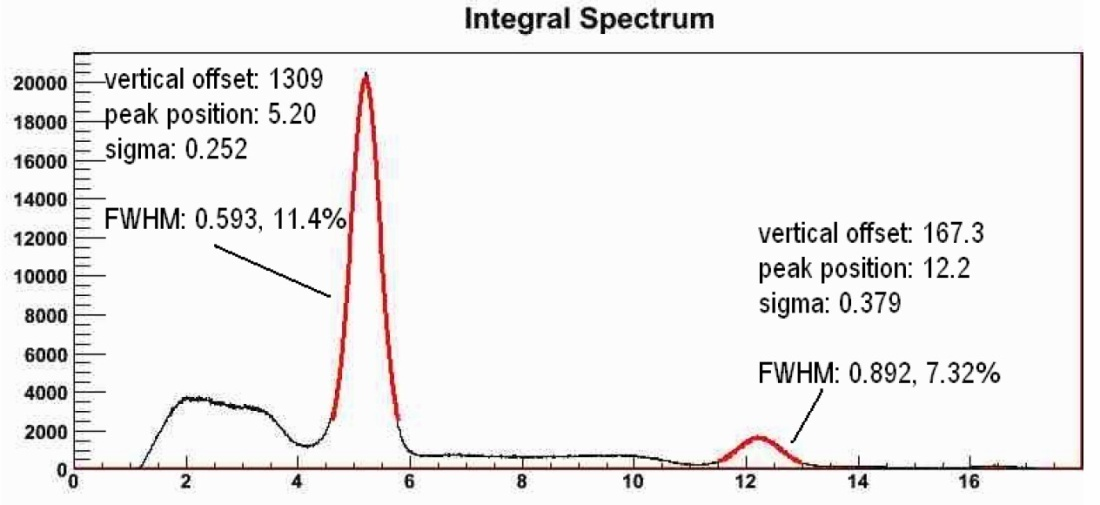 Integral Spectrum
20000
18000
16000
14000
12000
10000
8000
6000
4000
2000
0
vertical offset: 1309
peak position: 5.20
sigma: 0.252
FWHM: 0.593, 11.4%
vertical offset: 167.3
peak position: 12.2
sigma: 0.379
FWHM: 0.892, 7.32%
0 2 4 6 8 10 12 14 16